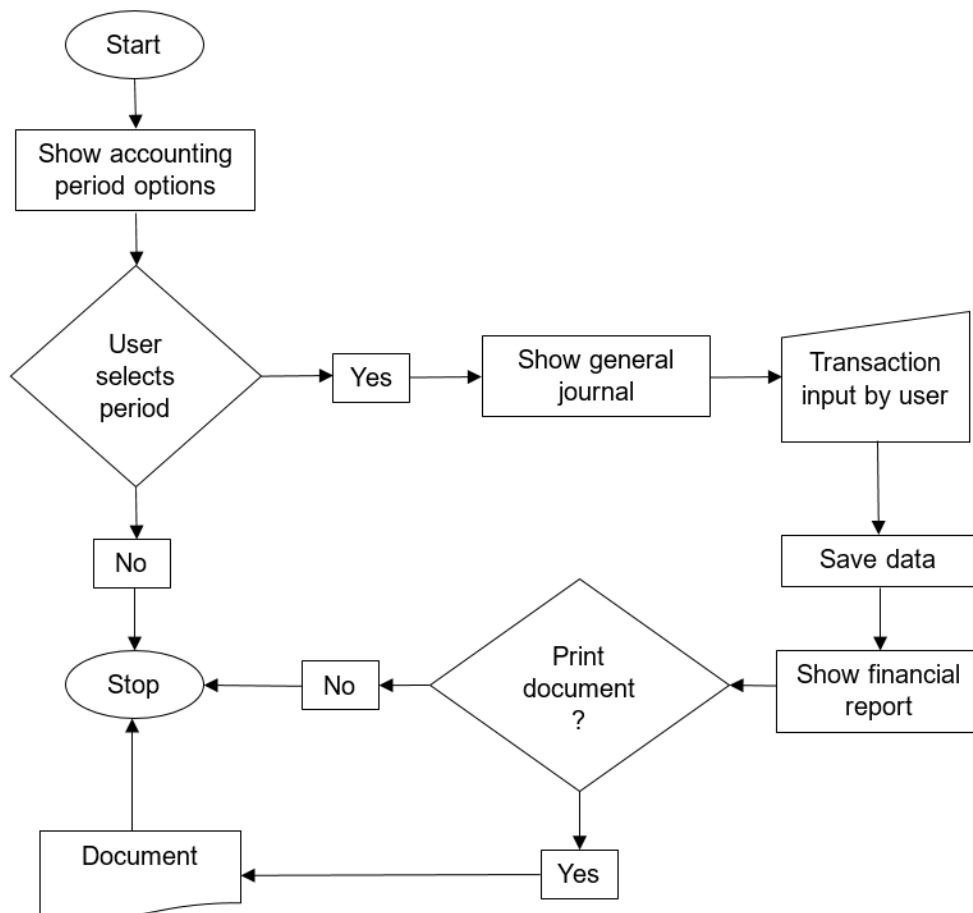 Start
Show accounting
period options
User
selects
period
Yes
Show general
journal
Transaction
input by user
No
Save data
Stop
No
Print
document
?
Show financial
report
Document
Yes